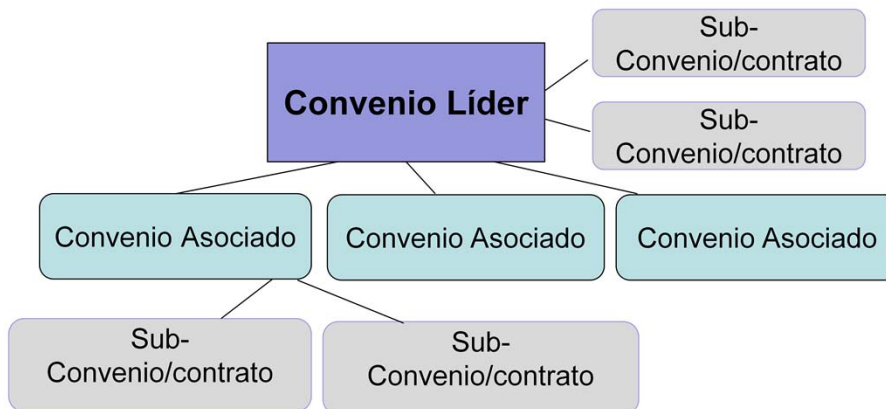 Sub-
Convenio/contrato
Convenio Líder
Sub-
Convenio/contrato
Convenio Asociado
Convenio Asociado
Convenio Asociado
Sub-
Convenio/contrato
Sub-
Convenio/contrato